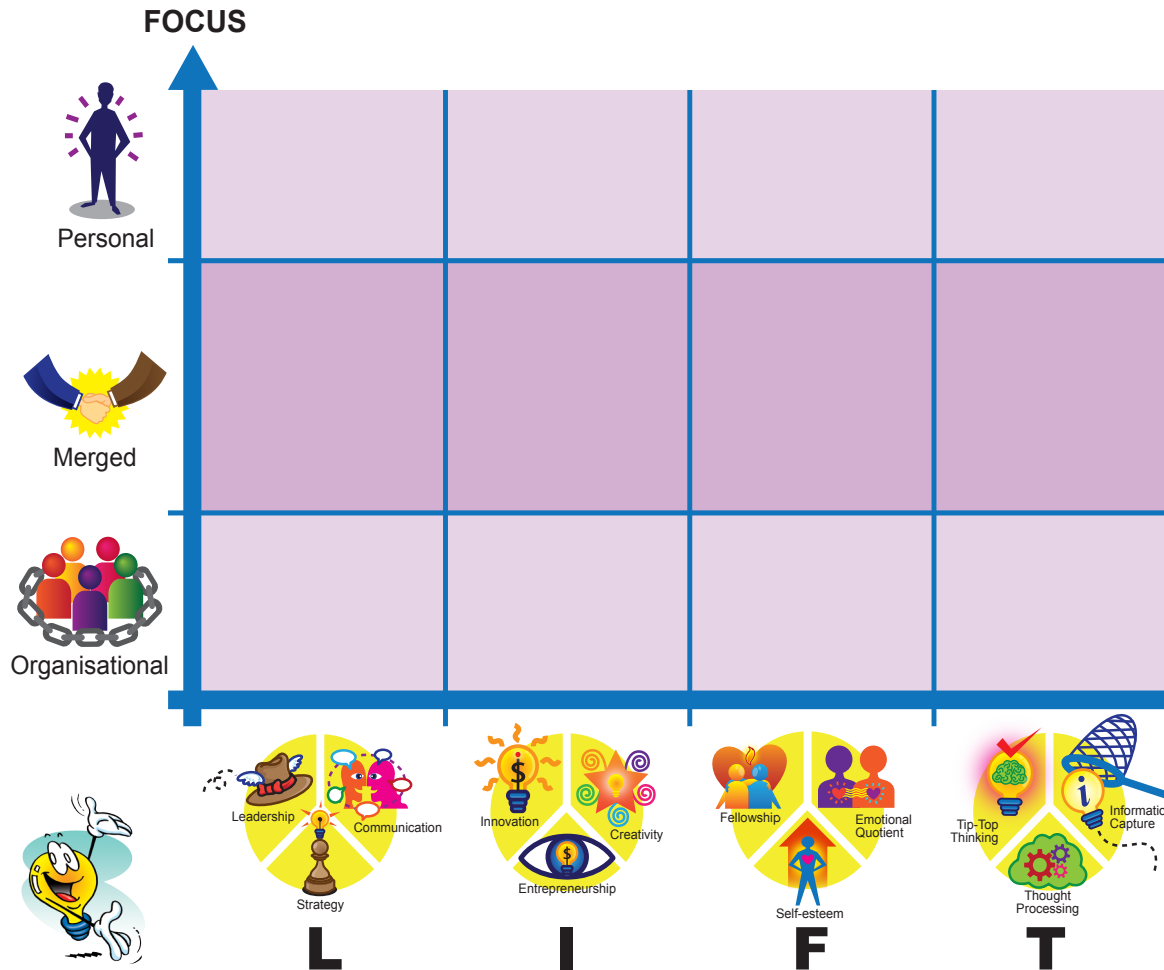 FOCUS
Personal
Merged
Organisational
Leadership
Communication
Strategy
Innovation
$
Creativity
$
Entrepreneurship
Fellowship
Emotional
Quotient
Self-esteem
Tip-Top
Thinking
i
Informatic
Capture
Thought
Processing
L I F T